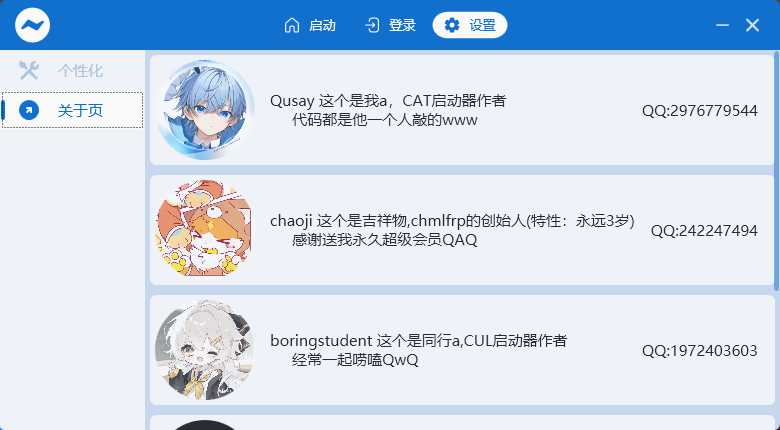 启动 登录 设置
个性化
关于页
Qusay 这个是我a，CAT启动器作者
代码都是他一个人敲的www
QQ:2976779544
chaoji 这个是吉祥物,chmlfrp的创始人(特性：永远3岁)
感谢送我永久超级会员QAQ
QQ:242247494
boringstudent 这个是同行a,CUL启动器作者
经常一起唠嗑QwQ
QQ:1972403603